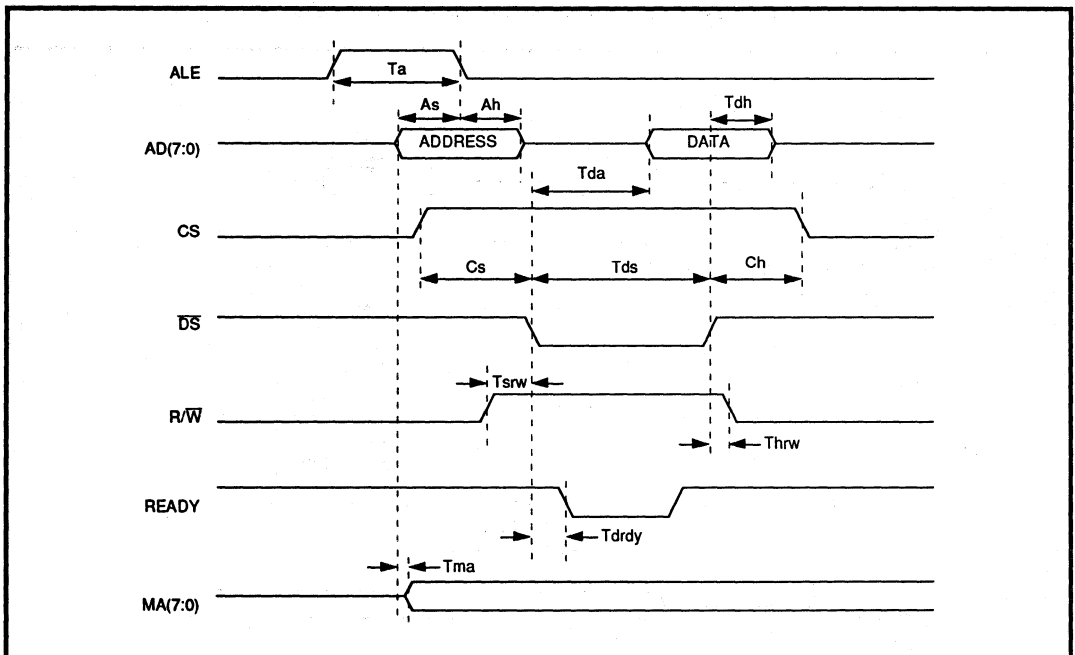 ALE
Ta
As Ah Tdh
AD(7:0) ADDRESS DATA
Tda
CS
Cs Tds Ch
D̅S̅
Tsrw
R/W̅
Thrw
READY
Tdrdy
Tma
MA(7:0)